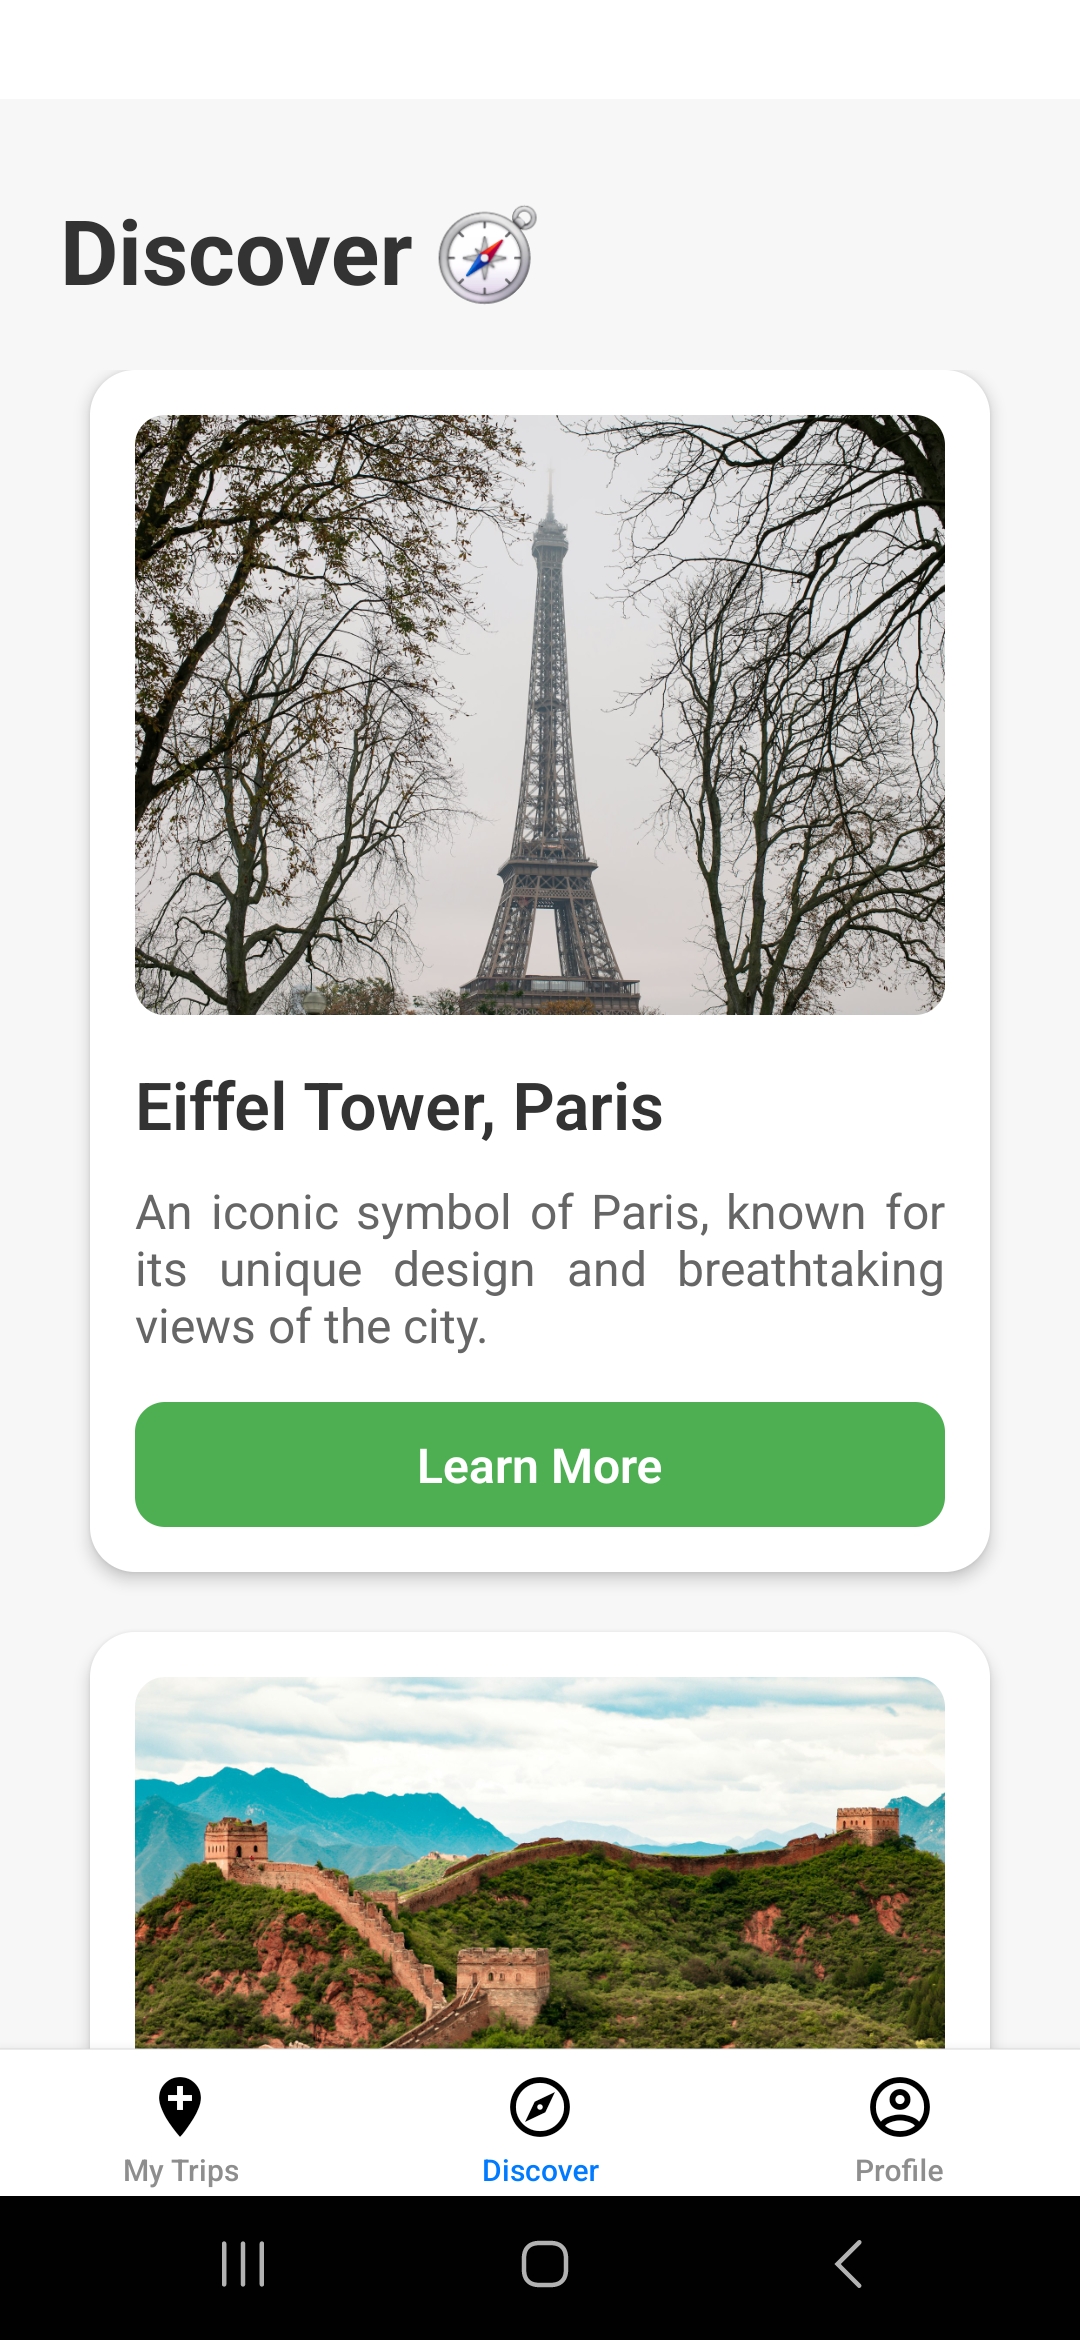 Discover
Eiffel Tower, Paris
An iconic symbol of Paris, known for
its unique design and breathtaking
views of the city.
Learn More
My Trips
Discover
Profile